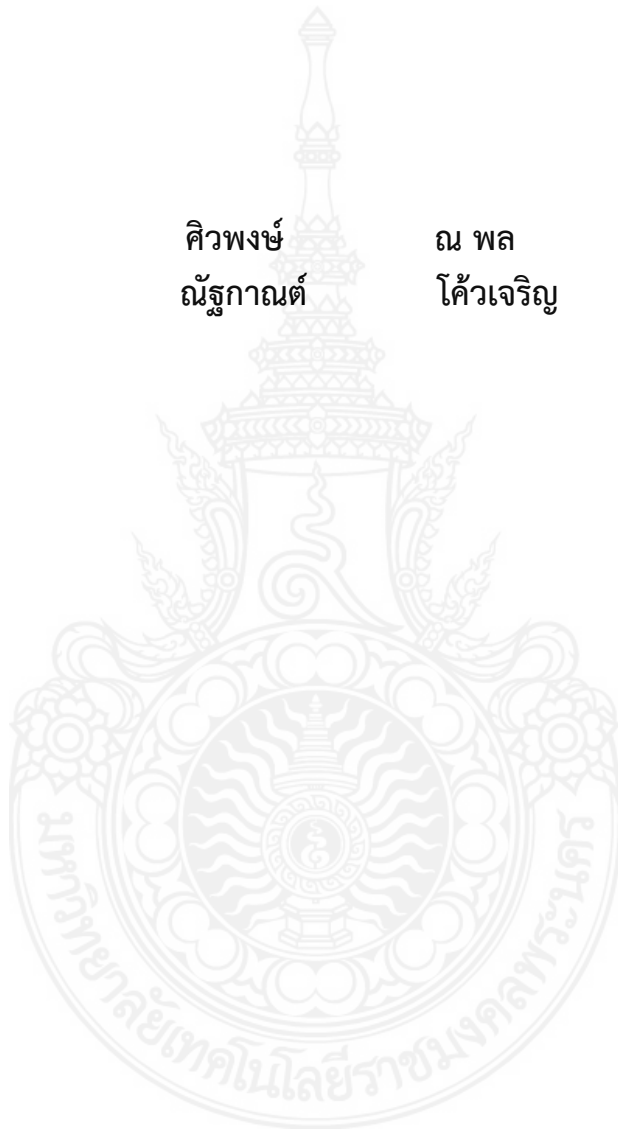 ศิวพงษ์ ณ พล
ณัฐกาณต์ โค้วเจริญ
มหาวิทยาลัยเทคโนโลยีราชมงคลพระนคร